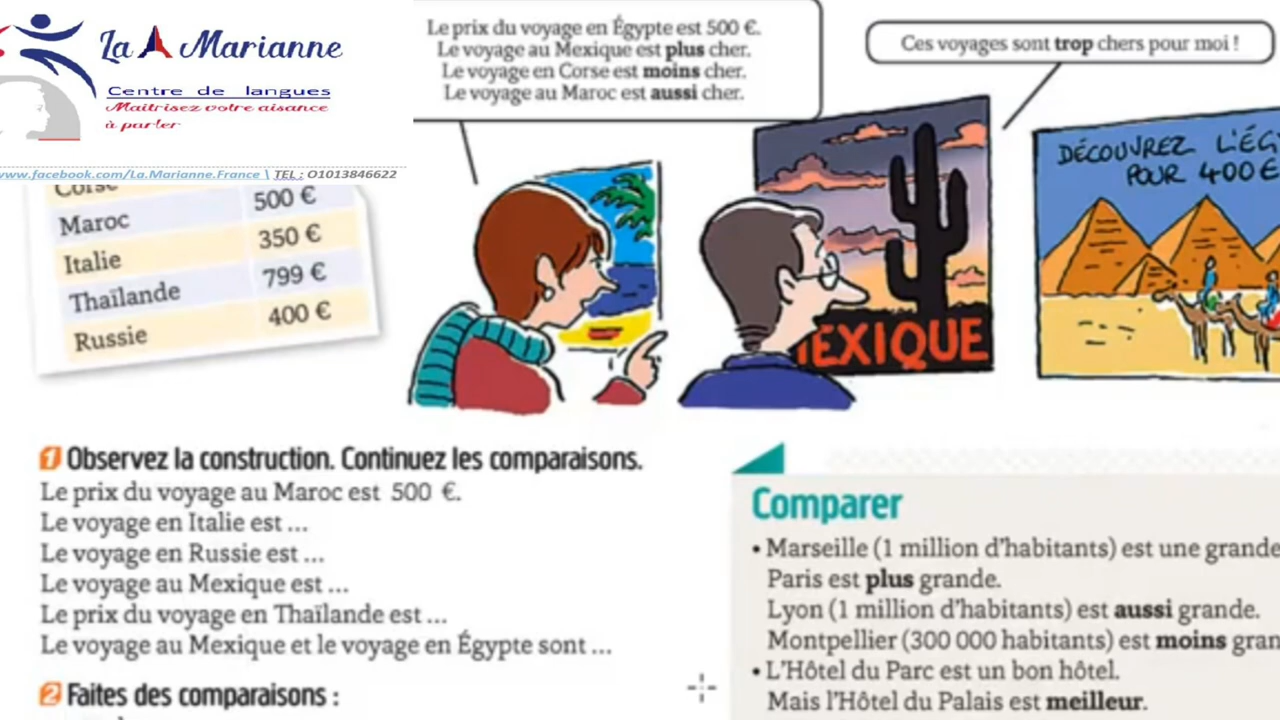 La Marianne
Centre de langues
Maitrisez votre aisance
à parler
www.facebook.com/La.Marianne.France \ TEL : O1013846622
Le prix du voyage en Égypte est 500 €.
Le voyage au Mexique est plus cher.
Le voyage en Corse est moins cher.
Le voyage au Maroc est aussi cher.
Ces voyages sont trop chers pour moi !
Corse
Maroc 500 €
Italie 350 €
Thaïlande 799 €
Russie 400 €
MEXIQUE
DÉCOUVREZ L'ÉG
POUR 400 €
1 Observez la construction. Continuez les comparaisons.
Le prix du voyage au Maroc est 500 €.
Le voyage en Italie est ...
Le voyage en Russie est ...
Le voyage au Mexique est ...
Le prix du voyage en Thaïlande est ...
Le voyage au Mexique et le voyage en Égypte sont ...
2 Faites des comparaisons :
Comparer
• Marseille (1 million d'habitants) est une grande
Paris est plus grande.
Lyon (1 million d'habitants) est aussi grande.
Montpellier (300 000 habitants) est moins gran
• L'Hôtel du Parc est un bon hôtel.
Mais l'Hôtel du Palais est meilleur.